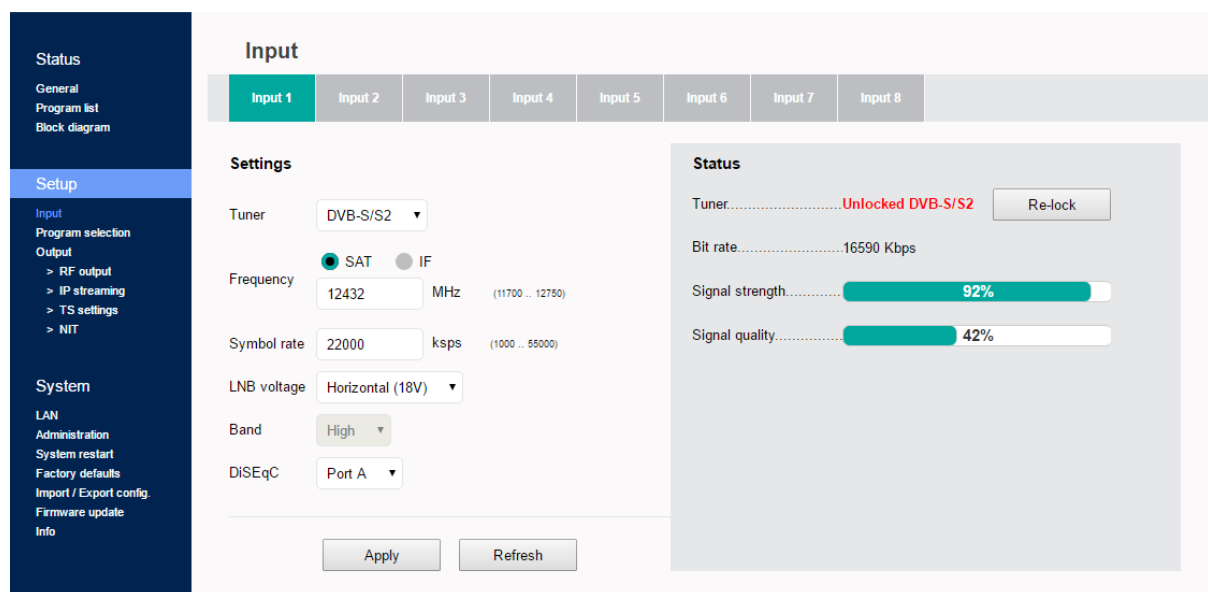 Status
General
Program list
Block diagram
Setup
Input
Program selection
Output
> RF output
> IP streaming
> TS settings
> NIT
System
LAN
Administration
System restart
Factory defaults
Import / Export config.
Firmware update
Info
Input
Input 1 Input 2 Input 3 Input 4 Input 5 Input 6 Input 7 Input 8
Settings
Tuner DVB-S/S2
SAT IF
Frequency 12432 MHz (11700 .. 12750)
Symbol rate 22000 ksps (1000 .. 55000)
LNB voltage Horizontal (18V)
Band High
DiSEqC Port A
Apply Refresh
Status
Tuner..........................Unlocked DVB-S/S2 Re-lock
Bit rate........................16590 Kbps
Signal strength............. 92%
Signal quality................ 42%